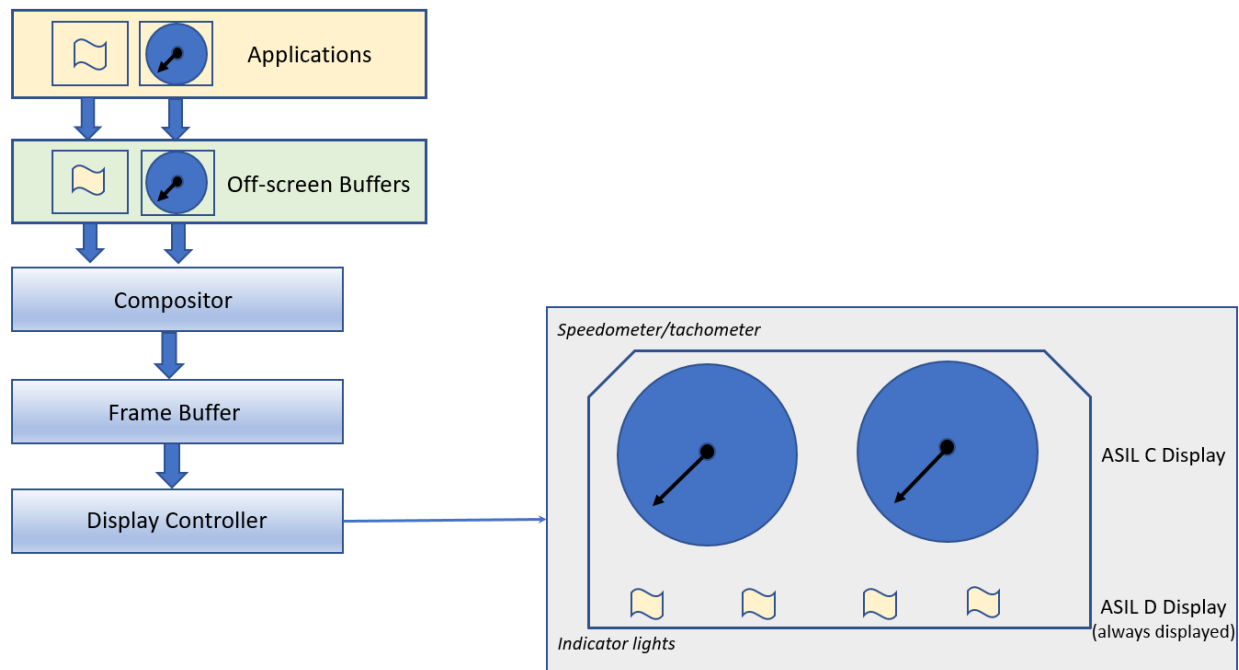 Applications
Off-screen Buffers
Compositor
Frame Buffer
Display Controller
Speedometer/tachometer
ASIL C Display
ASIL D Display
(always displayed)
Indicator lights